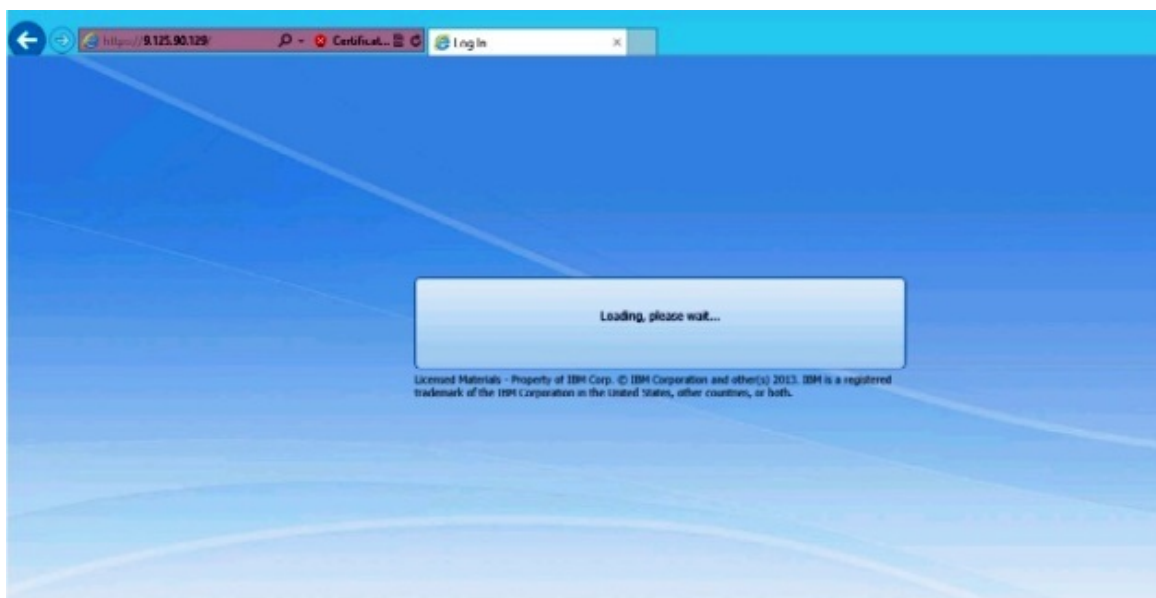 https://9.125.90.129/
Certificat...
Log In
Loading, please wait...
Licensed Materials - Property of IBM Corp. © IBM Corporation and other(s) 2013. IBM is a registered
trademark of the IBM Corporation in the United States, other countries, or both.